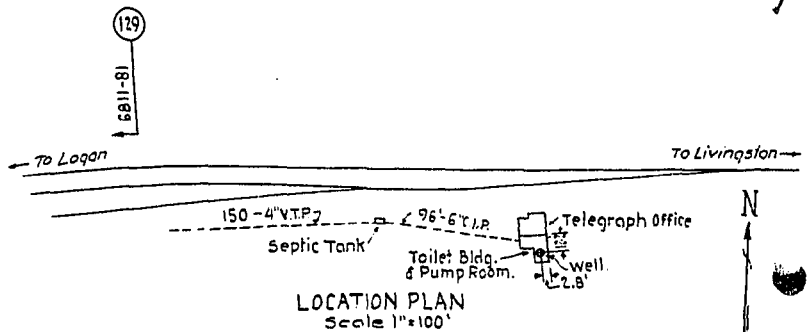 129
6811-81
To Logan
To Livingston
N
150-4"V.T.P.
96'-6"C.I.P.
Telegraph Office
Septic Tank
Toilet Bldg.
& Pump Room.
Well
2.8'
LOCATION PLAN
Scale 1"=100'